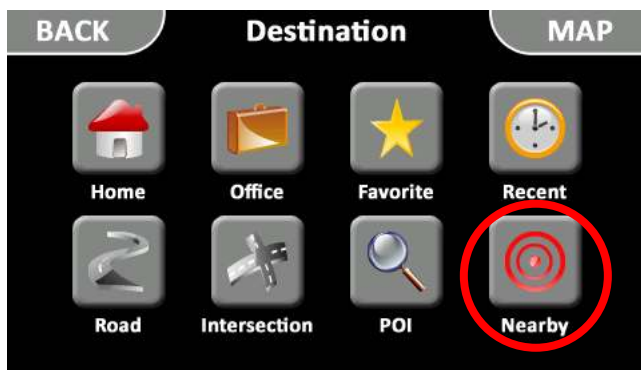 BACK Destination MAP
Home Office Favorite Recent
Road Intersection POI Nearby